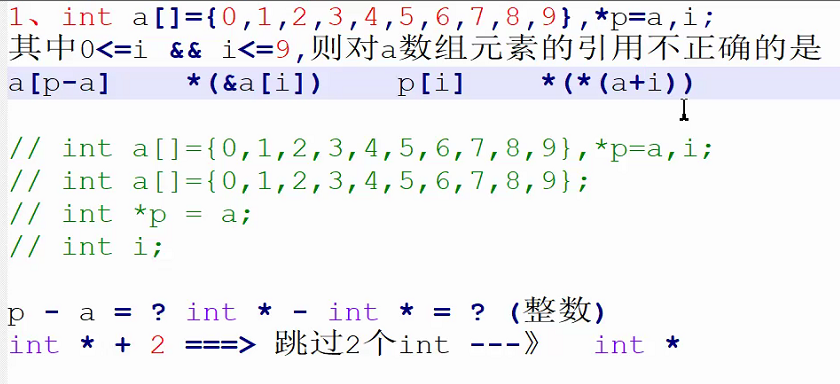 1、int a[]={0,1,2,3,4,5,6,7,8,9},*p=a,i;
其中0<=i && i<=9,则对a数组元素的引用不正确的是
a[p-a]    *(&a[i])    p[i]    *(*(a+i))
// int a[]={0,1,2,3,4,5,6,7,8,9},*p=a,i;
// int a[]={0,1,2,3,4,5,6,7,8,9};
// int *p = a;
// int i;
p - a = ? int * - int * = ? (整数)
int * + 2 ===> 跳过2个int ---》  int *